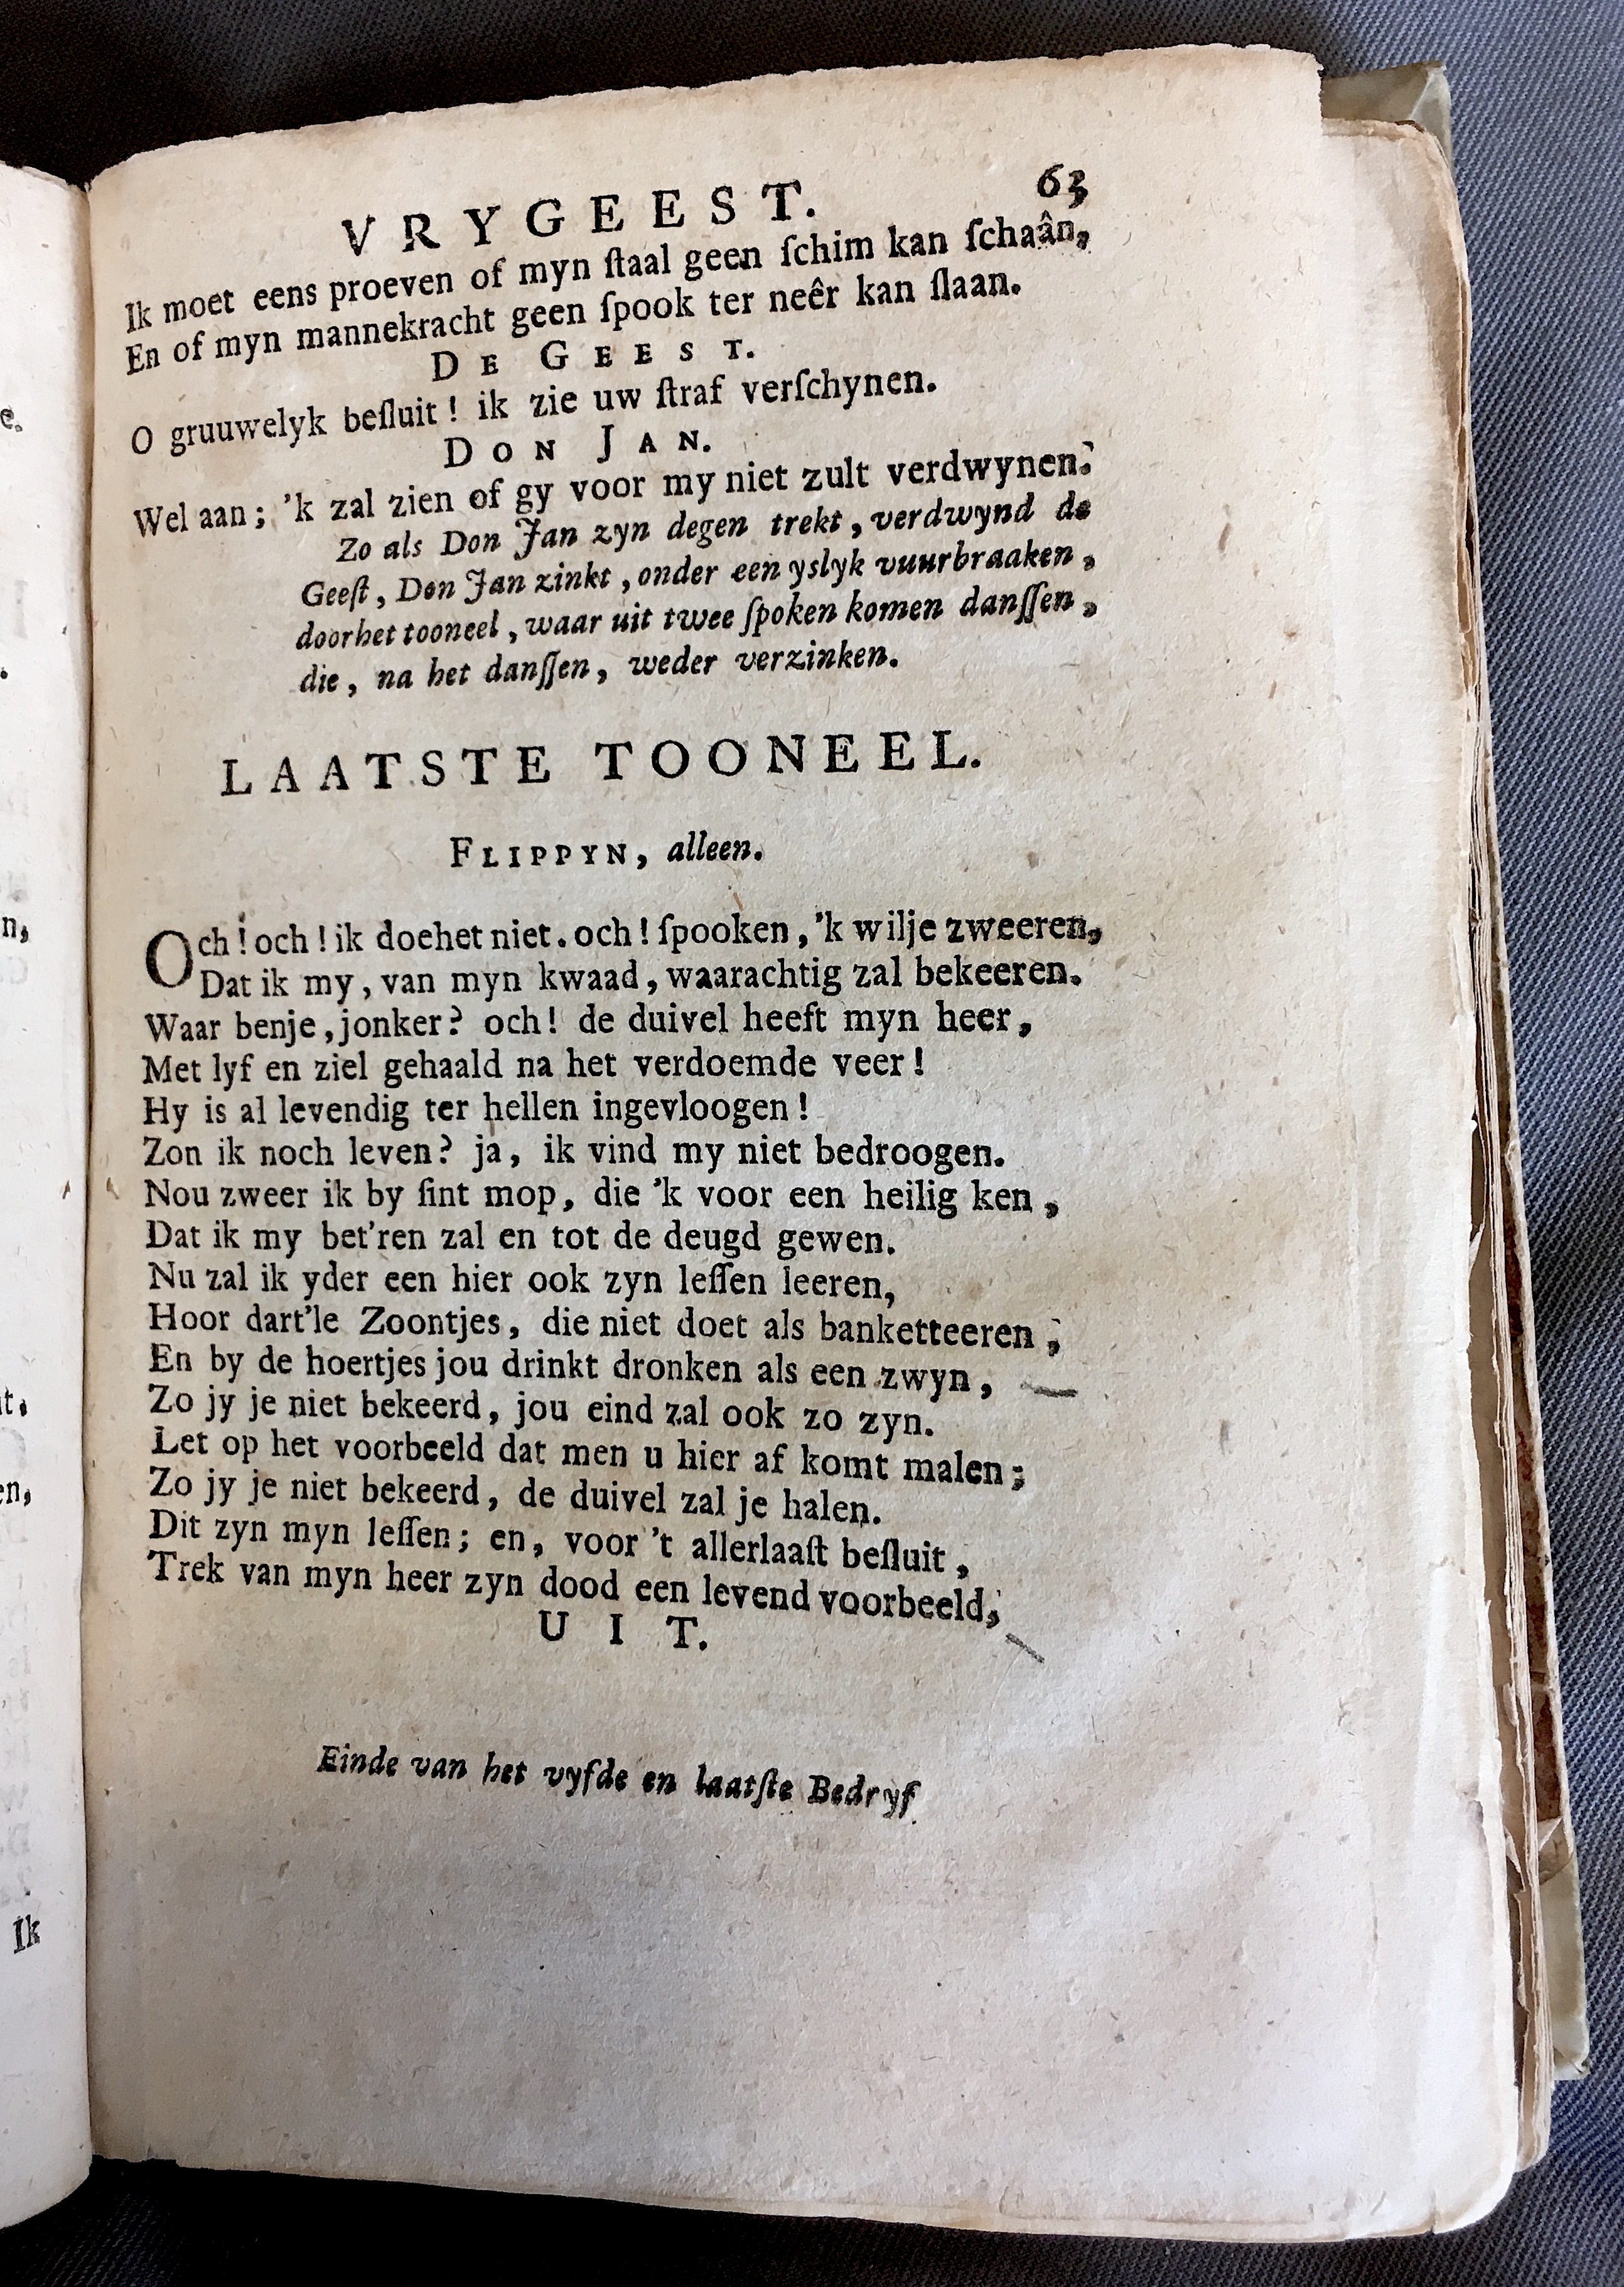 VRYGEEST. 63
Ik moet eens proeven of myn ſtaal geen ſchim kan ſchaân,
En of myn mannekracht geen ſpook ter neêr kan ſlaan.
DE GEEST.
O gruuwelyk beſluit! ik zie uw ſtraf verſchynen.
DON JAN.
Wel aan; 'k zal zien of gy voor my niet zult verdwynen.
Zo als Don Jan zyn degen trekt, verdwynd de
Geeſt, Don Jan zinkt, onder een yslyk vuurbraaken,
doorhet tooneel, waar uit twee ſpoken komen danſſen,
die, na het danſſen, weder verzinken.
LAATSTE TOONEEL.
FLIPPYN, alleen.
Och! och! ik doehet niet. och! ſpooken, 'k wilje zweeren,
Dat ik my, van myn kwaad, waarachtig zal bekeeren.
Waar benje, jonker? och! de duivel heeft myn heer,
Met lyf en ziel gehaald na het verdoemde veer!
Hy is al levendig ter hellen ingevloogen!
Zon ik noch leven? ja, ik vind my niet bedroogen.
Nou zweer ik by ſint mop, die 'k voor een heilig ken,
Dat ik my bet'ren zal en tot de deugd gewen.
Nu zal ik yder een hier ook zyn leſſen leeren,
Hoor dart'le Zoontjes, die niet doet als banketteeren;
En by de hoertjes jou drinkt dronken als een zwyn,
Zo jy je niet bekeerd, jou eind zal ook zo zyn.
Let op het voorbeeld dat men u hier af komt malen;
Zo jy je niet bekeerd, de duivel zal je halen.
Dit zyn myn leſſen; en, voor 't allerlaaſt beſluit,
Trek van myn heer zyn dood een levend voorbeeld,
UIT.
Einde van het vyfde en laatſte Bedryf.
e.
n,
t.
en,
Ik